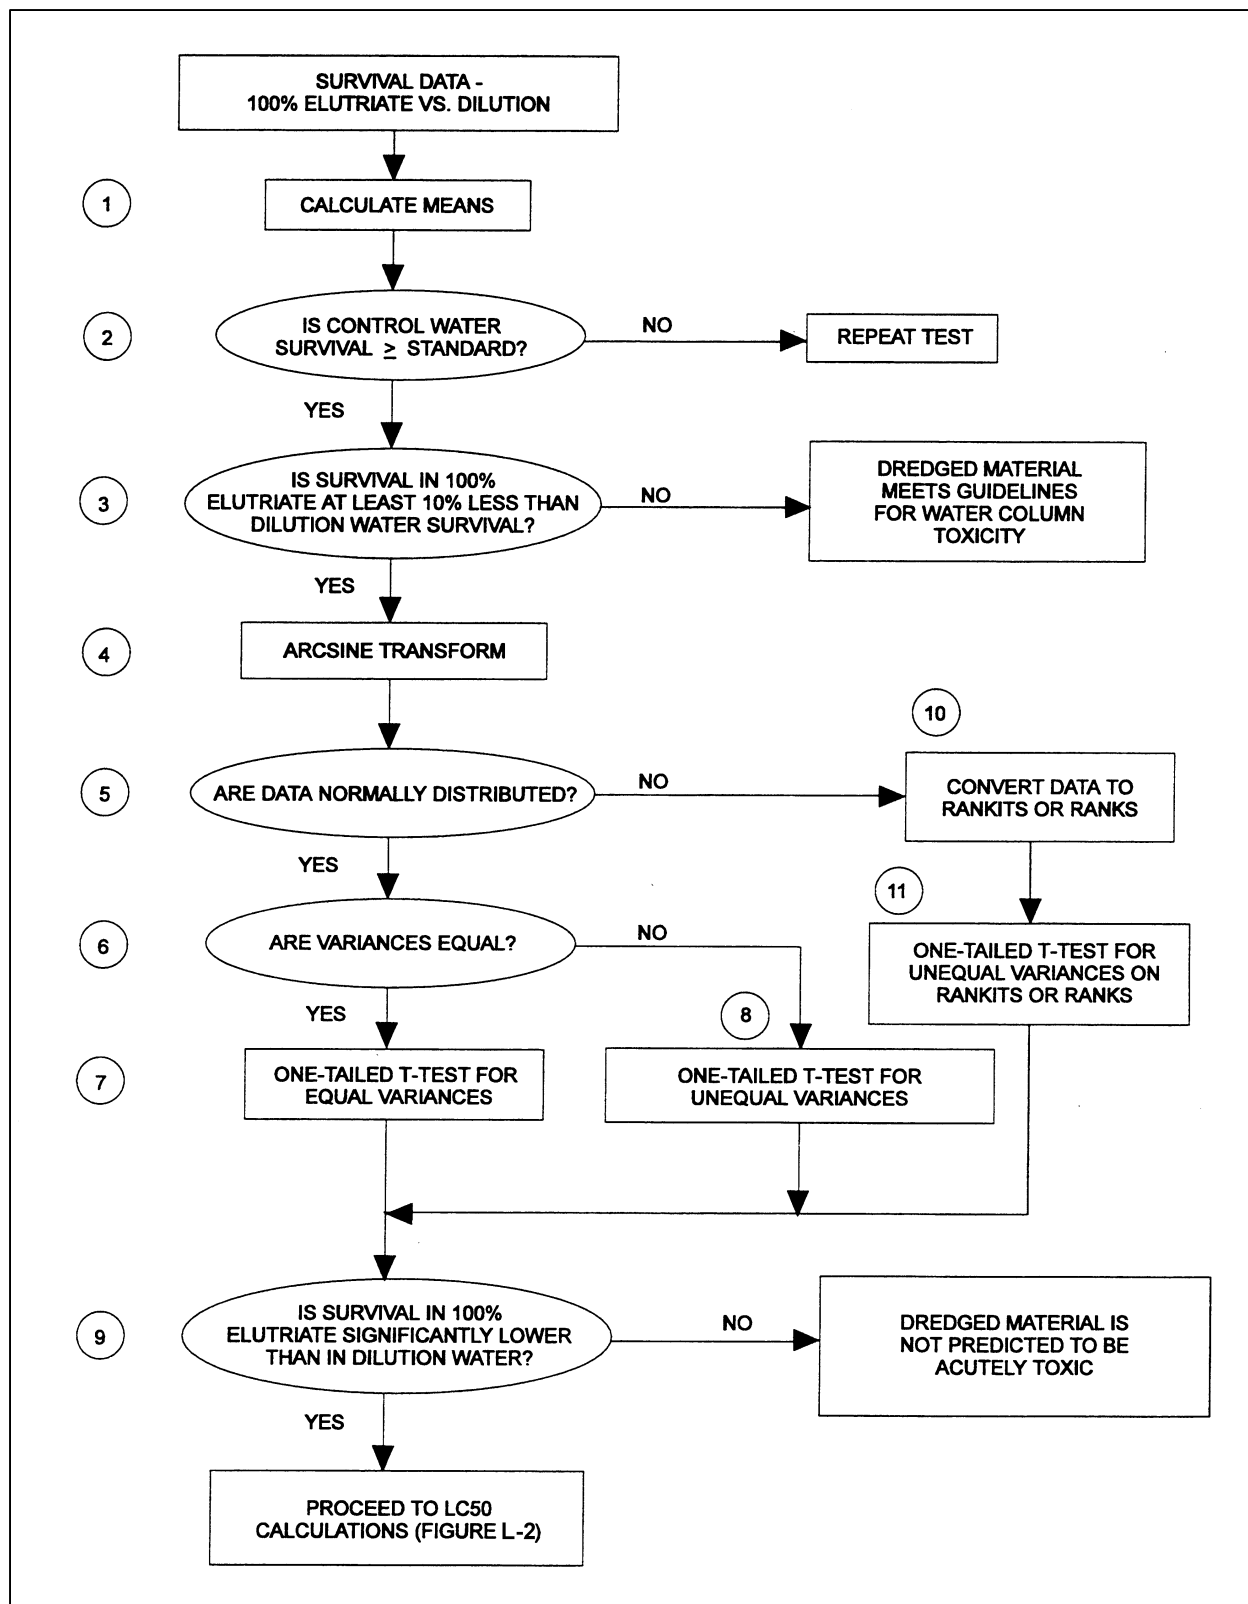 SURVIVAL DATA -
100% ELUTRIATE VS. DILUTION
1
CALCULATE MEANS
2
IS CONTROL WATER
SURVIVAL ≥ STANDARD?
NO
REPEAT TEST
YES
3
IS SURVIVAL IN 100%
ELUTRIATE AT LEAST 10% LESS THAN
DILUTION WATER SURVIVAL?
NO
DREDGED MATERIAL
MEETS GUIDELINES
FOR WATER COLUMN
TOXICITY
YES
4
ARCSINE TRANSFORM
5
ARE DATA NORMALLY DISTRIBUTED?
NO
10
CONVERT DATA TO
RANKITS OR RANKS
YES
6
ARE VARIANCES EQUAL?
NO
11
ONE-TAILED T-TEST FOR
UNEQUAL VARIANCES ON
RANKITS OR RANKS
YES
7
ONE-TAILED T-TEST FOR
EQUAL VARIANCES
8
ONE-TAILED T-TEST FOR
UNEQUAL VARIANCES
9
IS SURVIVAL IN 100%
ELUTRIATE SIGNIFICANTLY LOWER
THAN IN DILUTION WATER?
NO
DREDGED MATERIAL IS
NOT PREDICTED TO BE
ACUTELY TOXIC
YES
PROCEED TO LC50
CALCULATIONS (FIGURE L-2)